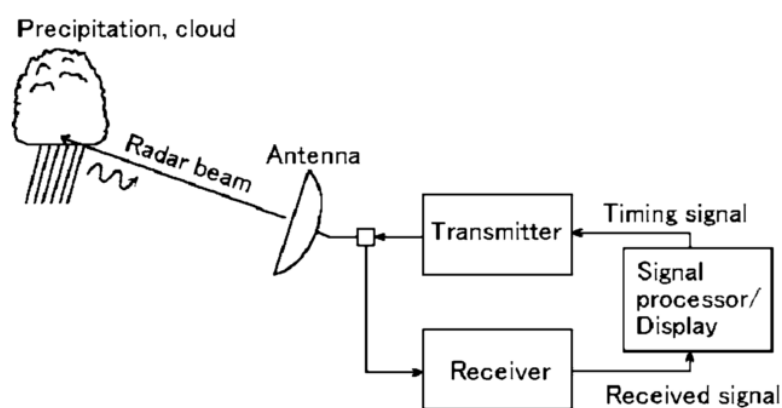 Precipitation, cloud
Radar beam
Antenna
Transmitter
Timing signal
Signal
processor/
Display
Receiver
Received signal